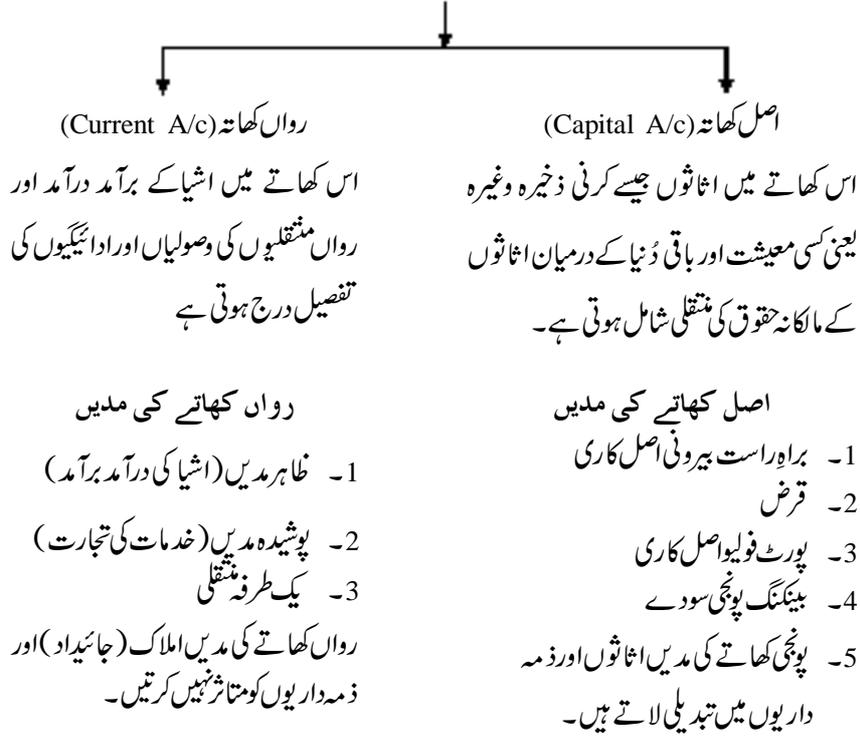 اصل کھاتہ (Capital A/c)
اس کھاتے میں اثاثوں جیسے کرنی ذخیرہ وغیرہ
یعنی کسی معیشت اور باقی دُنیا کے درمیان اثاثوں
کے مالکانہ حقوق کی منتقلی شامل ہوتی ہے۔
اصل کھاتے کی مدیں
1۔ براہِ راست بیرونی اصل کاری
2۔ قرض
3۔ پورٹ فولیو اصل کاری
4۔ بینکنگ پونجی سودے
5۔ پونجی کھاتے کی مدیں اثاثوں اور ذمہ
داریوں میں تبدیلی لاتے ہیں۔
رواں کھاتہ (Current A/c)
اس کھاتے میں اشیا کے برآمد درآمد اور
رواں منتقلیوں کی وصولیاں اور ادائیگیوں کی
تفصیل درج ہوتی ہے
رواں کھاتے کی مدیں
1۔ ظاہر مدیں (اشیا کی درآمد برآمد)
2۔ پوشیدہ مدیں (خدمات کی تجارت)
3۔ یک طرفہ منتقلی
رواں کھاتے کی مدیں املاک (جائیداد) اور
ذمہ داریوں کو متاثر نہیں کرتیں۔